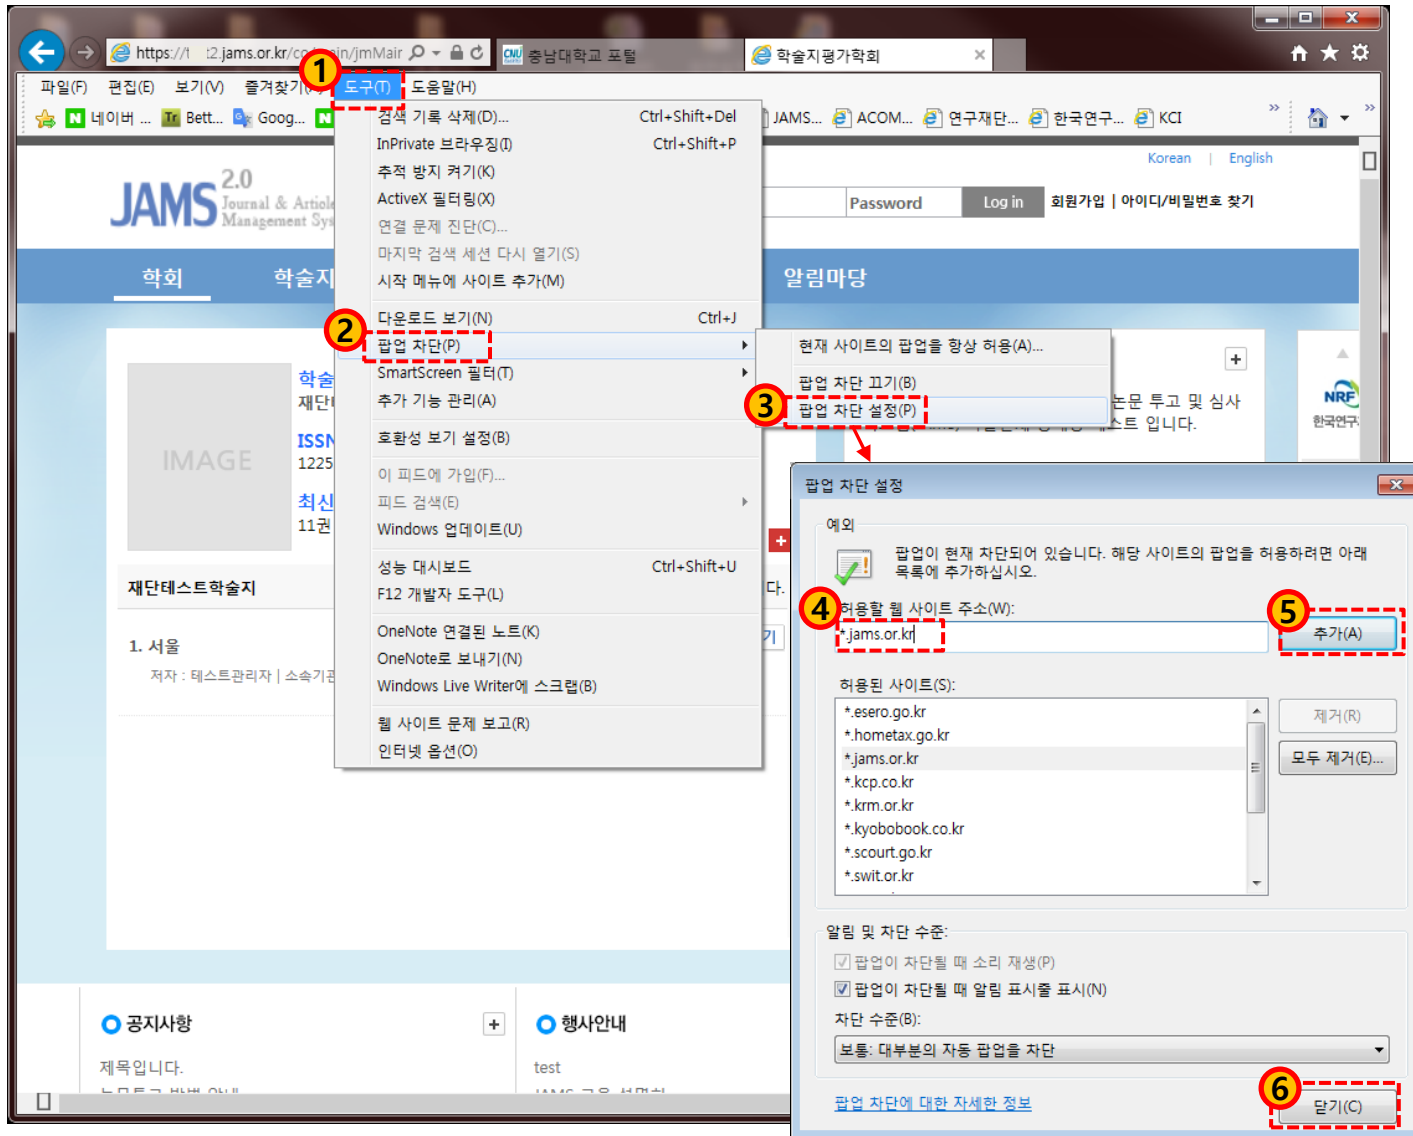 https://t t2.jams.or.kr/co main/jmMair
충남대학교 포털
학술지평가학회
파일(F) 편집(E) 보기(V) 즐겨찾기(A) 도구(T) 도움말(H)
1
네이버 ... Bett... Goog... JAMS... ACOM... 연구재단... 한국연구... KCI
검색 기록 삭제(D)... Ctrl+Shift+Del
InPrivate 브라우징(I) Ctrl+Shift+P
추적 방지 켜기(K)
ActiveX 필터링(X)
연결 문제 진단(C)...
마지막 검색 세션 다시 열기(S)
시작 메뉴에 사이트 추가(M)
다운로드 보기(N) Ctrl+J
2
팝업 차단(P)
SmartScreen 필터(T)
추가 기능 관리(A)
호환성 보기 설정(B)
이 피드에 가입(F)...
피드 검색(E)
Windows 업데이트(U)
성능 대시보드 Ctrl+Shift+U
F12 개발자 도구(L)
OneNote 연결된 노트(K)
OneNote로 보내기(N)
Windows Live Writer에 스크랩(B)
웹 사이트 문제 보고(R)
인터넷 옵션(O)
현재 사이트의 팝업을 항상 허용(A)...
팝업 차단 끄기(B)
3
팝업 차단 설정(P)
Korean | English
JAMS 2.0
Journal & Article
Management Sys
Password Log in 회원가입 | 아이디/비밀번호 찾기
학회 학술지 알림마당
IMAGE
학술
재단
ISSN
1225
최신
11권
논문 투고 및 심사
스트 입니다.
NRF
한국연구
재단테스트학술지
다.
기
1. 서울
저자 : 테스트관리자 | 소속기관
공지사항
제목입니다.
행사안내
test
팝업 차단 설정
예외
팝업이 현재 차단되어 있습니다. 해당 사이트의 팝업을 허용하려면 아래
목록에 추가하십시오.
4
허용할 웹 사이트 주소(W):
*.jams.or.kr
5
추가(A)
허용된 사이트(S):
*.esero.go.kr
*.hometax.go.kr
*.jams.or.kr
*.kcp.co.kr
*.krm.or.kr
*.kyobobook.co.kr
*.scourt.go.kr
*.swit.or.kr
제거(R)
모두 제거(E)...
알림 및 차단 수준:
팝업이 차단될 때 소리 재생(P)
팝업이 차단될 때 알림 표시줄 표시(N)
차단 수준(B):
보통: 대부분의 자동 팝업을 차단
팝업 차단에 대한 자세한 정보
6
닫기(C)